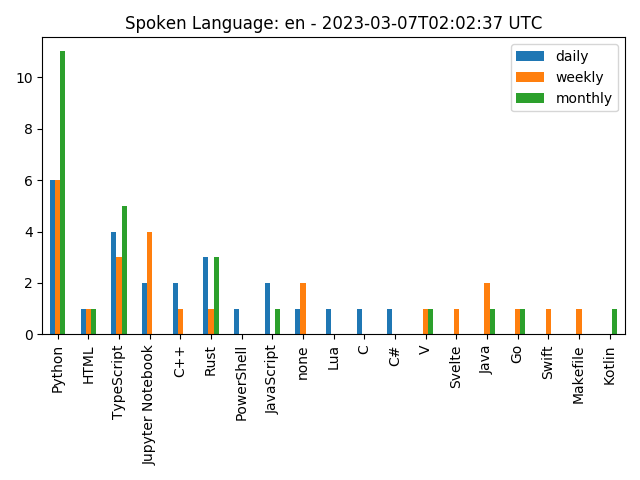 Spoken Language: en - 2023-03-07T02:02:37 UTC
daily
weekly
monthly
10
8
6
4
2
0
Python
HTML
TypeScript
Jupyter Notebook
C++
Rust
PowerShell
JavaScript
none
Lua
C
C#
V
Svelte
Java
Go
Swift
Makefile
Kotlin